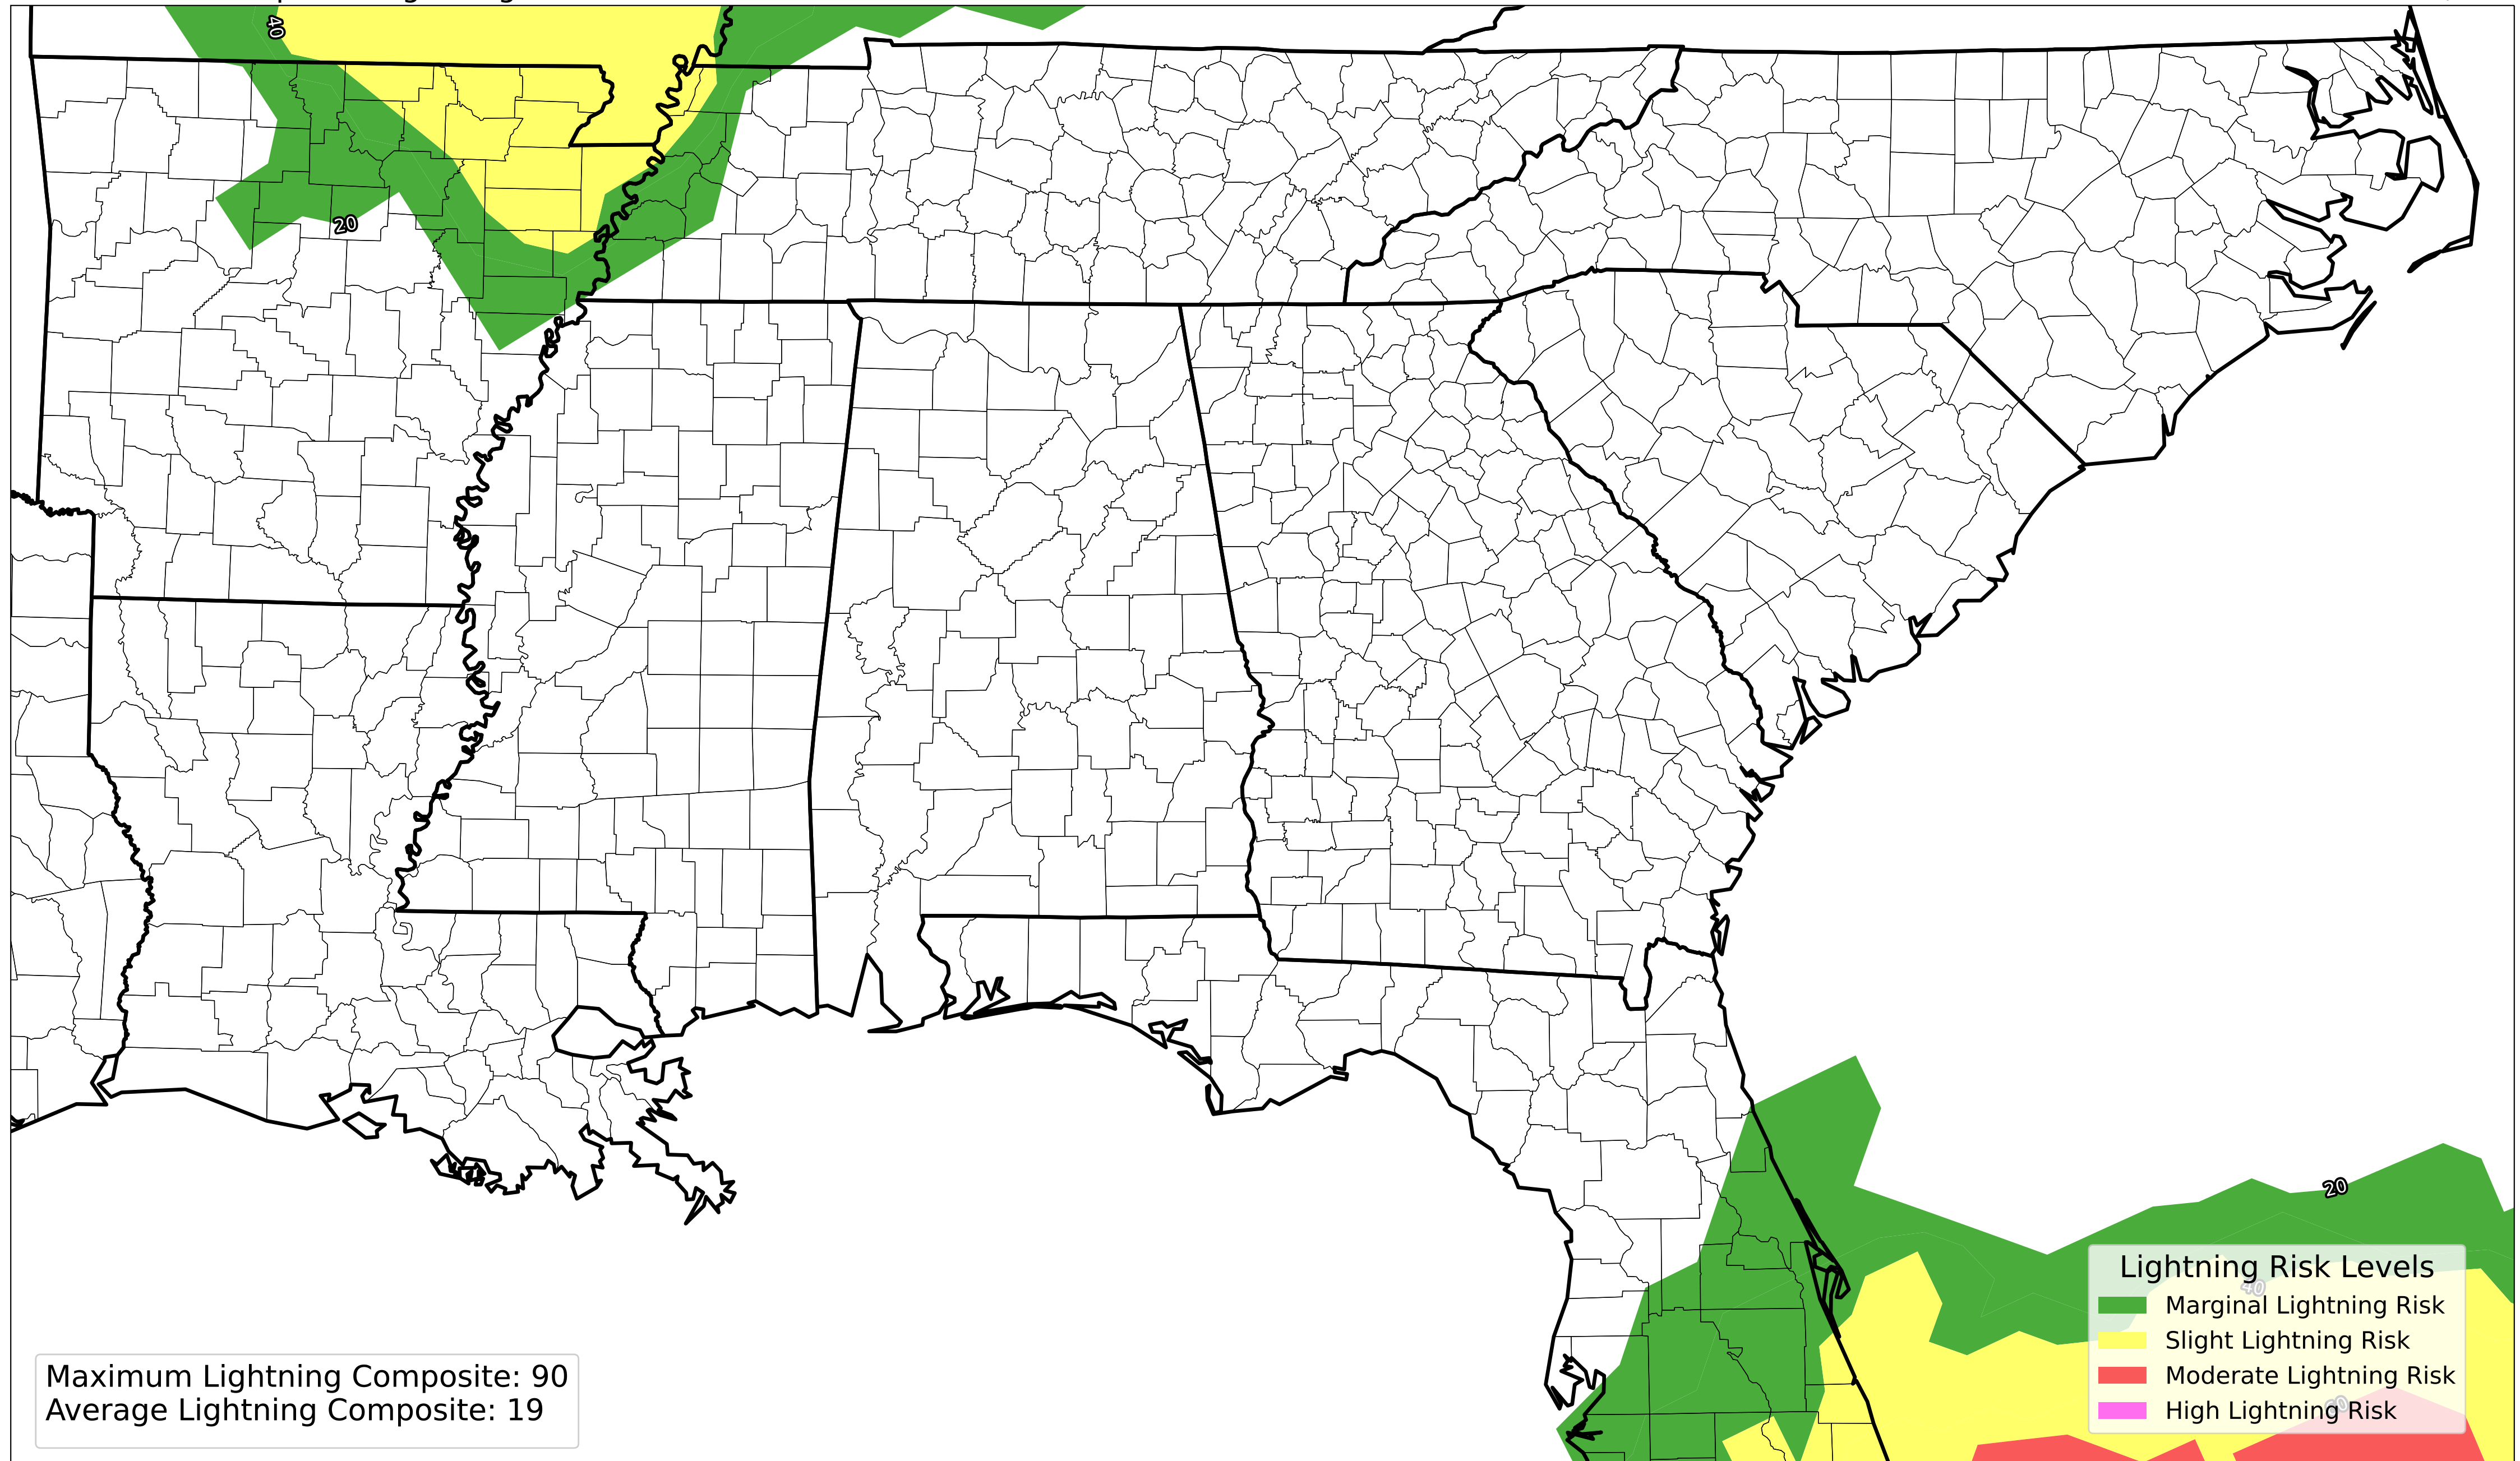 40
20
20
40
Lightning Risk Levels
Marginal Lightning Risk
Slight Lightning Risk
Moderate Lightning Risk
High Lightning Risk
Maximum Lightning Composite: 90
Average Lightning Composite: 19